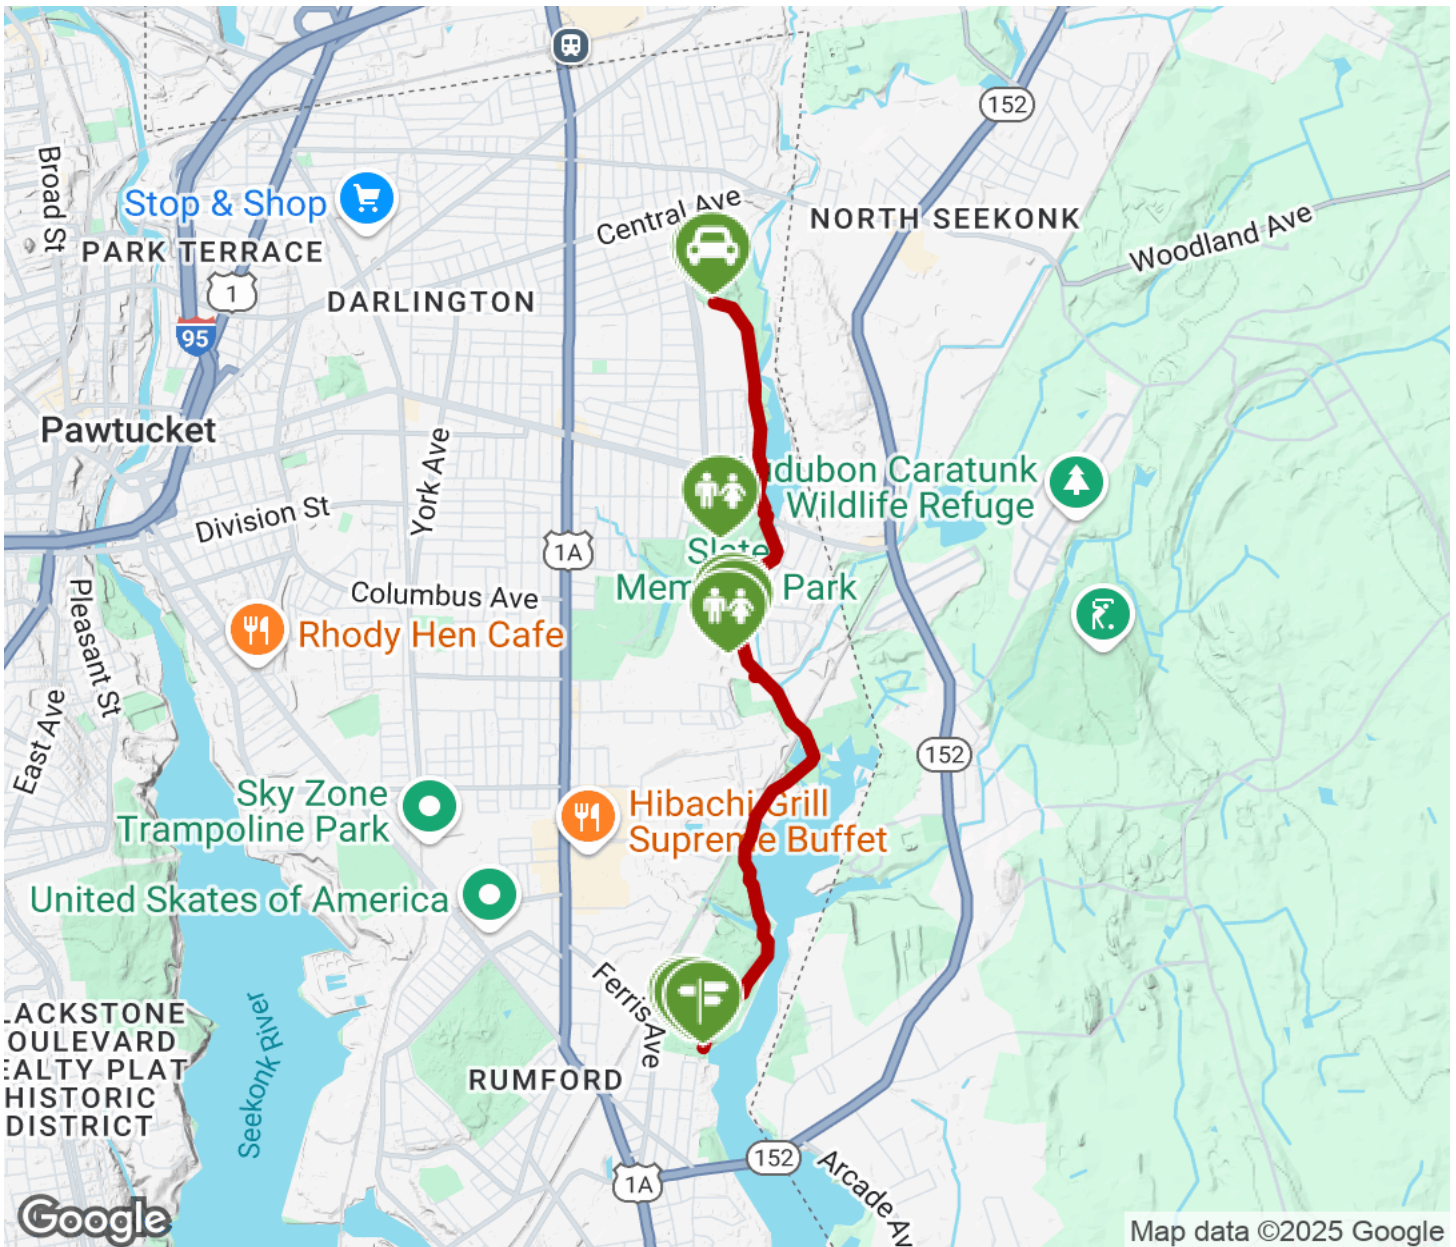 152
Broad St
Stop & Shop
Central Ave
NORTH SEEKONK
Woodland Ave
PARK TERRACE
1
DARLINGTON
95
Pawtucket
York Ave
udubon Caratunk
Wildlife Refuge
Division St
1A
Slate
Mem Park
Columbus Ave
Pleasant St
Rhody Hen Cafe
East Ave
152
Sky Zone
Trampoline Park
Hibachi Grill
Supreme Buffet
United Skates of America
Ferris Ave
LACKSTONE
OULEVARD
EALTY PLAT
HISTORIC
DISTRICT
Seekonk River
RUMFORD
152
1A
Arcade Av
Google
Map data ©2025 Google